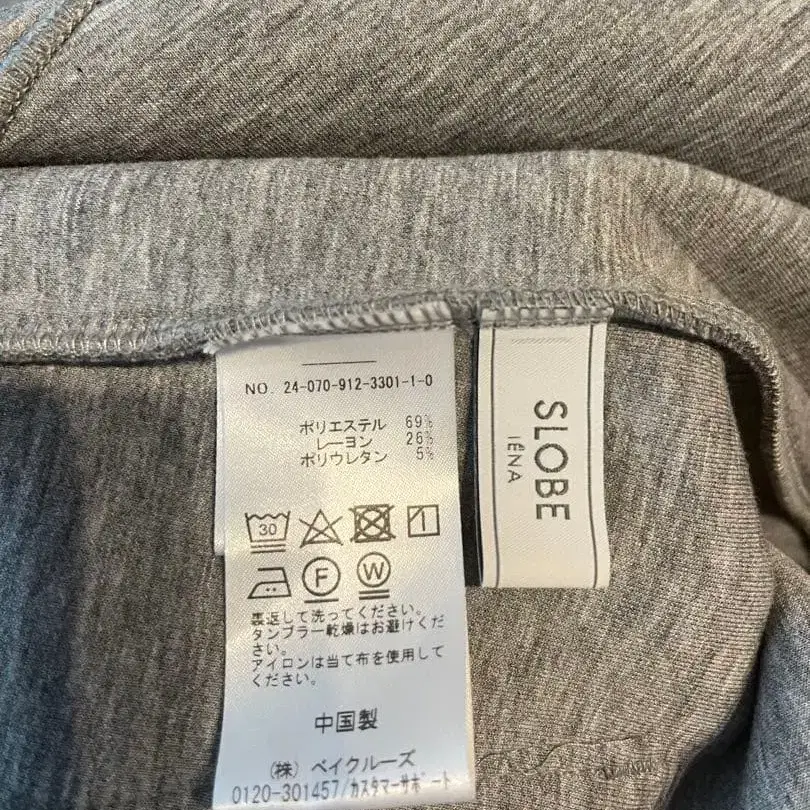 NO. 24-070-912-3301-1-0
ポリエステル 69%
レーヨン 26%
ポリウレタン 5%
30
F W
裏返して洗ってください。
タンブラー乾燥はお避けくだ
さい。
アイロンは当て布を使用して
ください。
中国製
(株) ベイクルーズ
0120-301457/カスタマーサポート
SLOBE
IÉNA